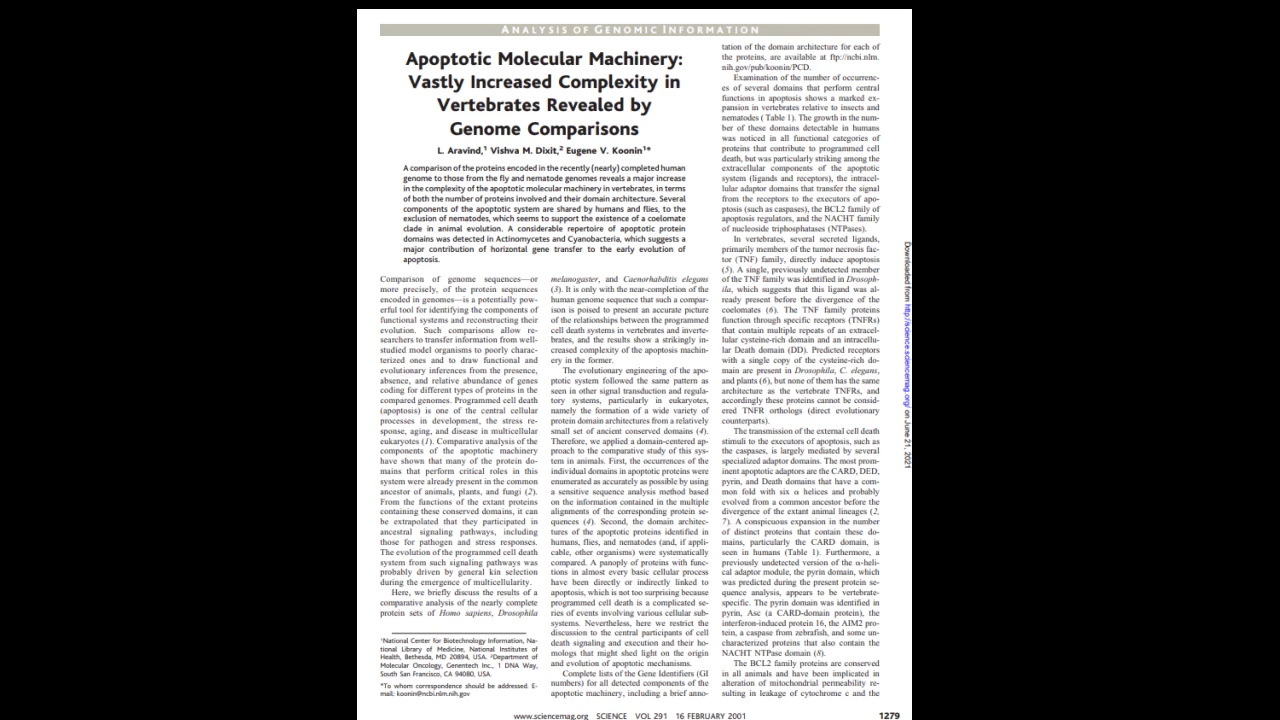 ANALYSIS OF GENOMIC INFORMATION
Apoptotic Molecular Machinery:
Vastly Increased Complexity in
Vertebrates Revealed by
Genome Comparisons
L. Aravind,¹ Vishva M. Dixit,² Eugene V. Koonin¹*
A comparison of the proteins encoded in the recently (nearly) completed human
genome to those from the fly and nematode genomes reveals a major increase
in the complexity of the apoptotic molecular machinery in vertebrates, in terms
of both the number of proteins involved and their domain architecture. Several
components of the apoptotic system are shared by humans and flies, to the
exclusion of nematodes, which seems to support the existence of a coelomate
clade in animal evolution. A considerable repertoire of apoptotic protein
domains was detected in Actinomycetes and Cyanobacteria, which suggests a
major contribution of horizontal gene transfer to the early evolution of
apoptosis.
Comparison of genome sequences—or
more precisely, of the protein sequences
encoded in genomes—is a potentially pow-
erful tool for identifying the components of
functional systems and reconstructing their
evolution. Such comparisons allow re-
searchers to transfer information from well-
studied model organisms to poorly charac-
terized ones and to draw functional and
evolutionary inferences from the presence,
absence, and relative abundance of genes
coding for different types of proteins in the
compared genomes. Programmed cell death
(apoptosis) is one of the central cellular
processes in development, the stress re-
sponse, aging, and disease in multicellular
eukaryotes (1). Comparative analysis of the
components of the apoptotic machinery
have shown that many of the protein do-
mains that perform critical roles in this
system were already present in the common
ancestor of animals, plants, and fungi (2).
From the functions of the extant proteins
containing these conserved domains, it can
be extrapolated that they participated in
ancestral signaling pathways, including
those for pathogen and stress responses.
The evolution of the programmed cell death
system from such signaling pathways was
probably driven by general kin selection
during the emergence of multicellularity.
Here, we briefly discuss the results of a
comparative analysis of the nearly complete
protein sets of Homo sapiens, Drosophila
¹National Center for Biotechnology Information, Na-
tional Library of Medicine, National Institutes of
Health, Bethesda, MD 20894, USA. ²Department of
Molecular Oncology, Genentech Inc., 1 DNA Way,
South San Francisco, CA 94080, USA.
*To whom correspondence should be addressed. E-
mail: koonin@ncbi.nlm.nih.gov
melanogaster, and Caenorhabditis elegans
(3). It is only with the near-completion of the
human genome sequence that such a compar-
ison is poised to present an accurate picture
of the relationships between the programmed
cell death systems in vertebrates and inverte-
brates, and the results show a strikingly in-
creased complexity of the apoptosis machin-
ery in the former.
The evolutionary engineering of the apo-
ptotic system followed the same pattern as
seen in other signal transduction and regula-
tory systems, particularly in eukaryotes,
namely the formation of a wide variety of
protein domain architectures from a relatively
small set of ancient conserved domains (4).
Therefore, we applied a domain-centered ap-
proach to the comparative study of this sys-
tem in animals. First, the occurrences of the
individual domains in apoptotic proteins were
enumerated as accurately as possible by using
a sensitive sequence analysis method based
on the information contained in the multiple
alignments of the corresponding protein se-
quences (4). Second, the domain architec-
tures of the apoptotic proteins identified in
humans, flies, and nematodes (and, if appli-
cable, other organisms) were systematically
compared. A panoply of proteins with func-
tions in almost every basic cellular process
have been directly or indirectly linked to
apoptosis, which is not too surprising because
programmed cell death is a complicated se-
ries of events involving various cellular sub-
systems. Nevertheless, here we restrict the
discussion to the central participants of cell
death signaling and execution and their ho-
mologs that might shed light on the origin
and evolution of apoptotic mechanisms.
Complete lists of the Gene Identifiers (GI
numbers) for all detected components of the
apoptotic machinery, including a brief anno-
tation of the domain architecture for each of
the proteins, are available at ftp://ncbi.nlm.
nih.gov/pub/koonin/PCD.
Examination of the number of occurrenc-
es of several domains that perform central
functions in apoptosis shows a marked ex-
pansion in vertebrates relative to insects and
nematodes (Table 1). The growth in the num-
ber of these domains detectable in humans
was noticed in all functional categories of
proteins that contribute to programmed cell
death, but was particularly striking among the
extracellular components of the apoptotic
system (ligands and receptors), the intracel-
lular adaptor domains that transfer the signal
from the receptors to the executors of apo-
ptosis (such as caspases), the BCL2 family of
apoptosis regulators, and the NACHT family
of nucleoside triphosphatases (NTPases).
In vertebrates, several secreted ligands,
primarily members of the tumor necrosis fac-
tor (TNF) family, directly induce apoptosis
(5). A single, previously undetected member
of the TNF family was identified in Drosoph-
ila, which suggests that this ligand was al-
ready present before the divergence of the
coelomates (6). The TNF family proteins
function through specific receptors (TNFRs)
that contain multiple repeats of an extracel-
lular cysteine-rich domain and an intracellu-
lar Death domain (DD). Predicted receptors
with a single copy of the cysteine-rich do-
main are present in Drosophila, C. elegans,
and plants (6), but none of them has the same
architecture as the vertebrate TNFRs, and
accordingly these proteins cannot be consid-
ered TNFR orthologs (direct evolutionary
counterparts).
The transmission of the external cell death
stimuli to the executors of apoptosis, such as
the caspases, is largely mediated by several
specialized adaptor domains. The most prom-
inent apoptotic adaptors are the CARD, DED,
pyrin, and Death domains that have a com-
mon fold with six α helices and probably
evolved from a common ancestor before the
divergence of the extant animal lineages (2,
7). A conspicuous expansion in the number
of distinct proteins that contain these do-
mains, particularly the CARD domain, is
seen in humans (Table 1). Furthermore, a
previously undetected version of the α-heli-
cal adaptor module, the pyrin domain, which
was predicted during the present protein se-
quence analysis, appears to be vertebrate-
specific. The pyrin domain was identified in
pyrin, Asc (a CARD-domain protein), the
interferon-induced protein 16, the AIM2 pro-
tein, a caspase from zebrafish, and some un-
characterized proteins that also contain the
NACHT NTPase domain (8).
The BCL2 family proteins are conserved
in all animals and have been implicated in
alteration of mitochondrial permeability re-
sulting in leakage of cytochrome c and the
Downloaded from http://science.sciencemag.org/ on June 21, 2021
www.sciencemag.org SCIENCE VOL 291 16 FEBRUARY 2001
1279